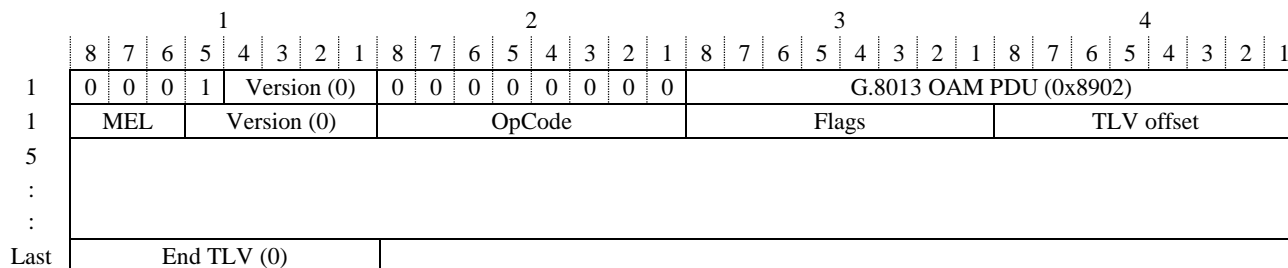 1 2 3 4
8 7 6 5 4 3 2 1 8 7 6 5 4 3 2 1 8 7 6 5 4 3 2 1 8 7 6 5 4 3 2 1
1 0 0 0 1 Version (0) 0 0 0 0 0 0 0 0 G.8013 OAM PDU (0x8902)
1 MEL Version (0) OpCode Flags TLV offset
5
:
:
Last End TLV (0)